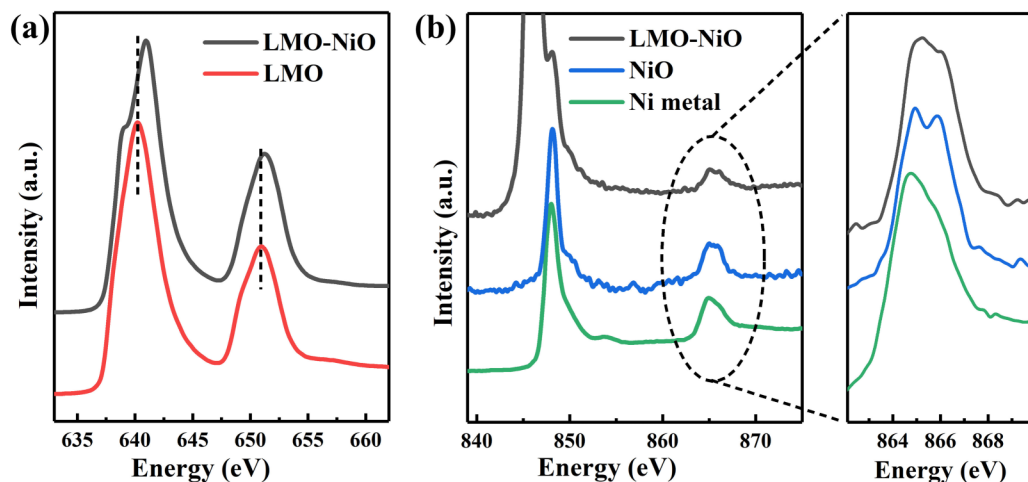 (a)
LMO-NiO
LMO
Intensity (a.u.)
635 640 645 650 655 660
Energy (eV)
(b)
LMO-NiO
NiO
Ni metal
Intensity (a.u.)
840 850 860 870
Energy (eV)
864 866 868
Energy (eV)